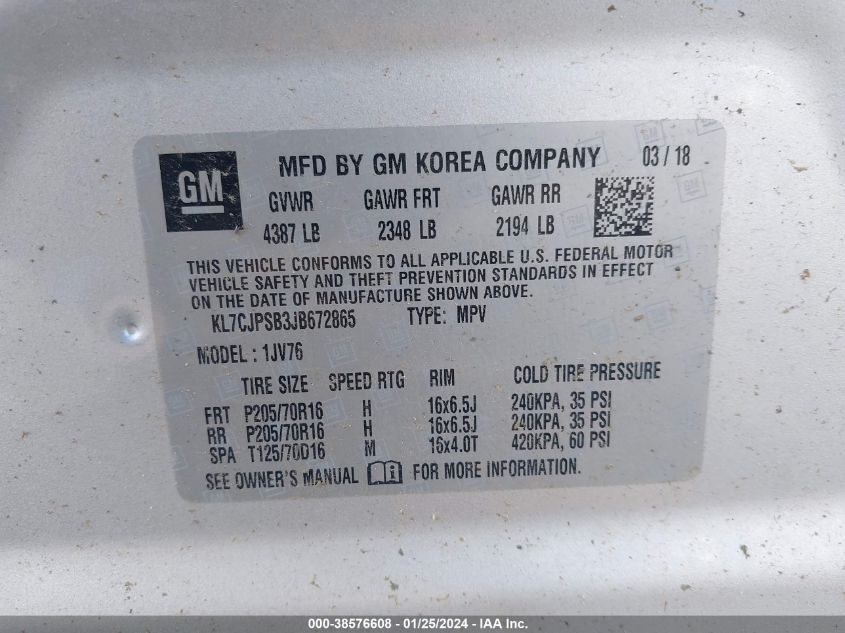 GM
MFD BY GM KOREA COMPANY 03 / 18
GVWR GAWR FRT GAWR RR
4387 LB 2348 LB 2194 LB
THIS VEHICLE CONFORMS TO ALL APPLICABLE U.S. FEDERAL MOTOR
VEHICLE SAFETY AND THEFT PREVENTION STANDARDS IN EFFECT
ON THE DATE OF MANUFACTURE SHOWN ABOVE.
KL7CJPSB3JB672865 TYPE: MPV
MODEL : 1JV76
TIRE SIZE SPEED RTG RIM COLD TIRE PRESSURE
FRT P205/70R16 H 16x6.5J 240KPA, 35 PSI
RR P205/70R16 H 16x6.5J 240KPA, 35 PSI
SPA T125/70D16 M 16x4.0T 420KPA, 60 PSI
SEE OWNER'S MANUAL FOR MORE INFORMATION.
000-38576608 - 01/25/2024 - IAA Inc.